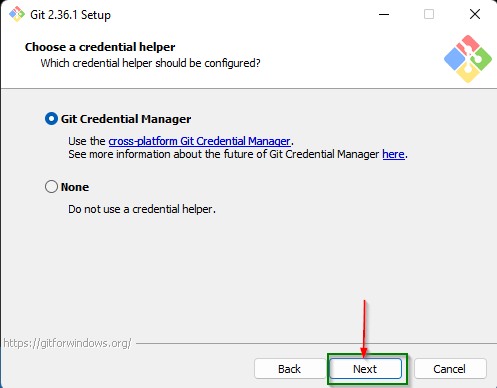 Git 2.36.1 Setup
Choose a credential helper
Which credential helper should be configured?
Git Credential Manager
Use the cross-platform Git Credential Manager.
See more information about the future of Git Credential Manager here.
None
Do not use a credential helper.
https://gitforwindows.org/
Back Next Cancel